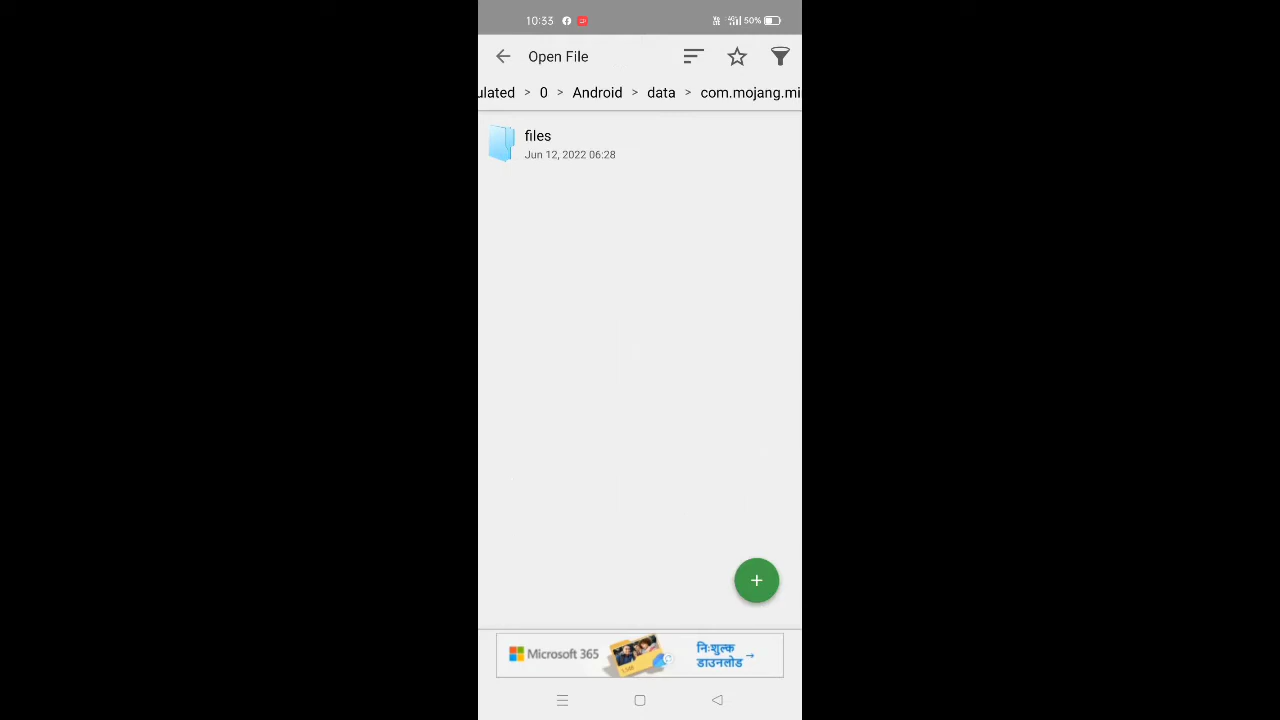 10:33 50%
Open File
ulated > 0 > Android > data > com.mojang.mi
files
Jun 12, 2022 06:28
+
Microsoft 365
निःशुल्क
डाउनलोड →